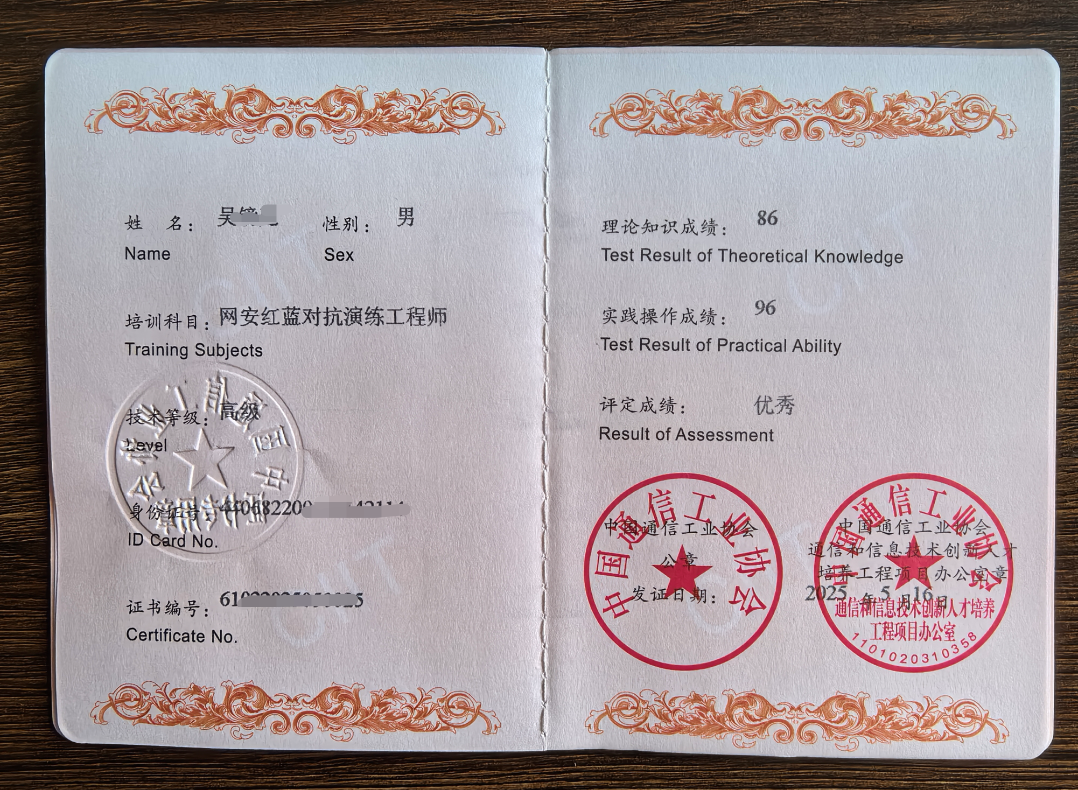 姓 名： 吴 性别： 男
Name Sex
培训科目： 网安红蓝对抗演练工程师
Training Subjects
技术等级： 高级
Level
身份证号：
ID Card No.
证书编号：
Certificate No.
理论知识成绩： 86
Test Result of Theoretical Knowledge
实践操作成绩： 96
Test Result of Practical Ability
评定成绩： 优秀
Result of Assessment
中国通信工业协会
中国通信工业协会
公章
发证日期：
中国通信工业协会
中国通信工业协会
通信和信息技术创新人才
培养工程项目办公室章
2025 年 5 月 16 日
通信和信息技术创新人才培养
工程项目办公室
1101020310358